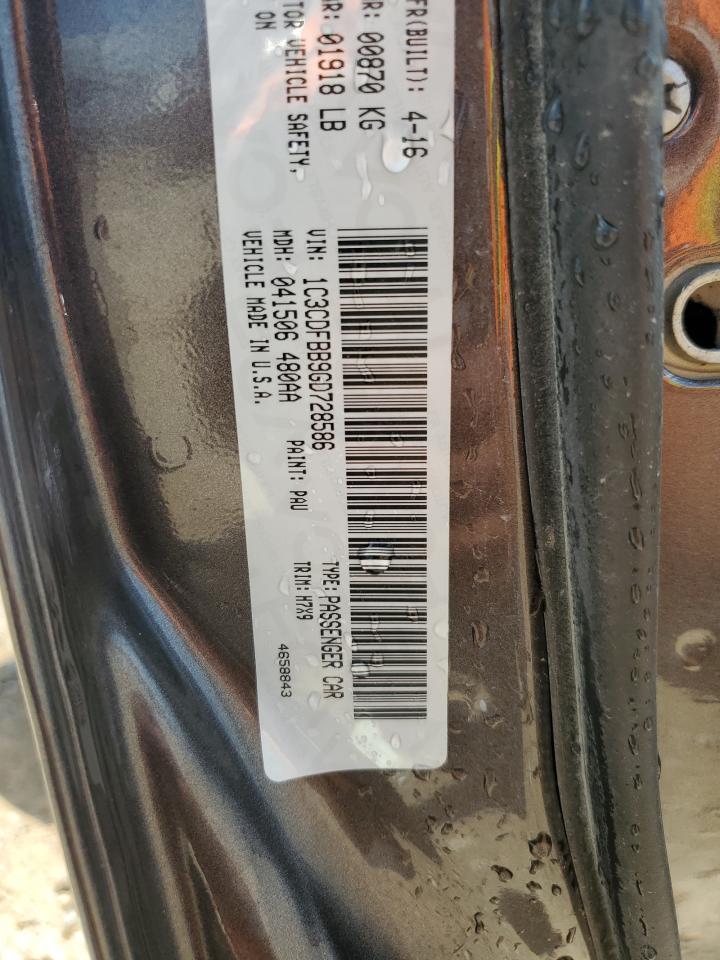 FR(BUILT): 4-16
R: 00870 KG
AR: 01918 LB
TOR VEHICLE SAFETY,
ON
VIN: 1C3CDFBB9GD728586
TYPE: PASSENGER CAR
MDH: 041506 480AA PAINT: PAU TRIM: H7X9
VEHICLE MADE IN U.S.A.
4658843